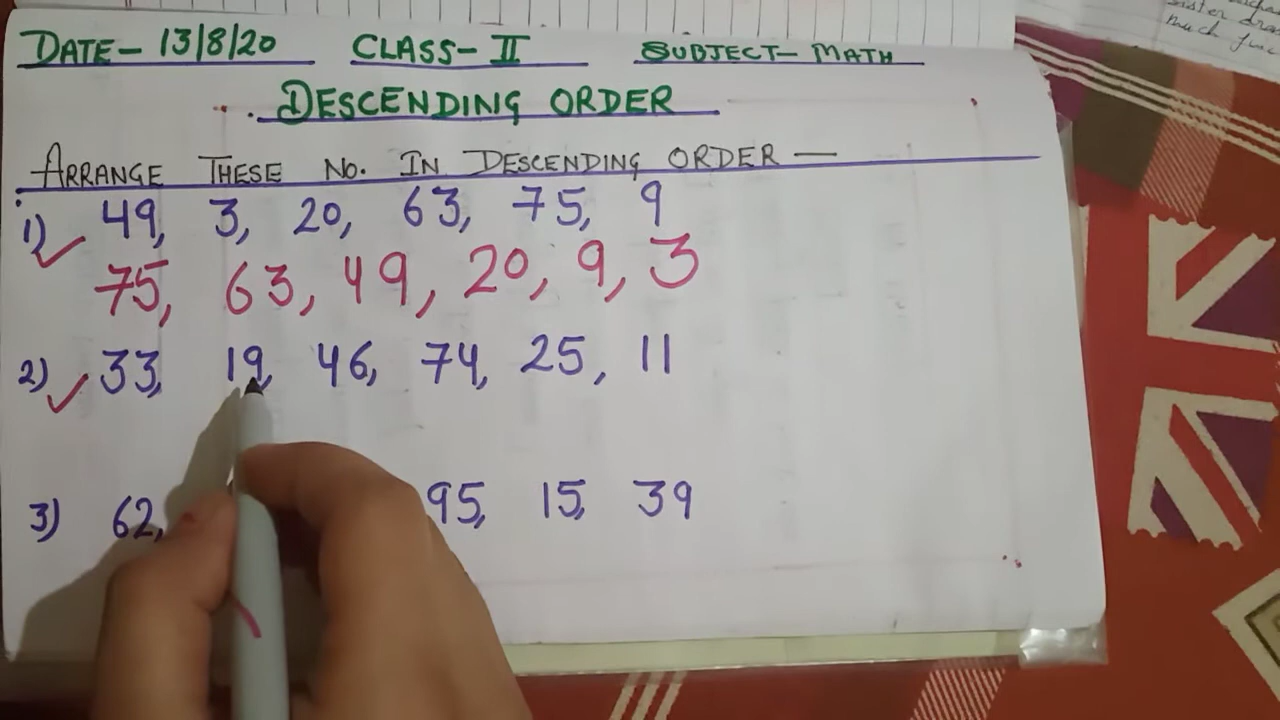 DATE- 13/8/20 CLASS- II SUBJECT- MATH
DESCENDING ORDER
ARRANGE THESE NO. IN DESCENDING ORDER —
1) 49, 3, 20, 63, 75, 9
75, 63, 49, 20, 9, 3
2) 33, 19, 46, 74, 25, 11
3) 62, 95, 15, 39
much